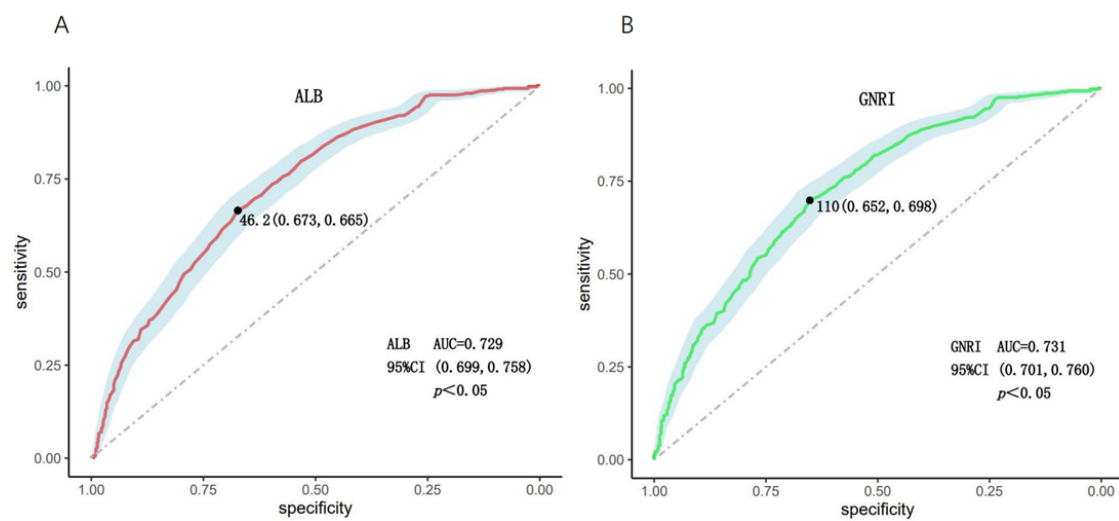 A
ALB
1.00
0.75
0.50
0.25
0.00
sensitivity
46.2(0.673, 0.665)
ALB AUC=0.729
95%CI (0.699, 0.758)
p<0.05
1.00
0.75
0.50
0.25
0.00
specificity
B
GNRI
1.00
0.75
0.50
0.25
0.00
sensitivity
110(0.652, 0.698)
GNRI AUC=0.731
95%CI (0.701, 0.760)
p<0.05
1.00
0.75
0.50
0.25
0.00
specificity